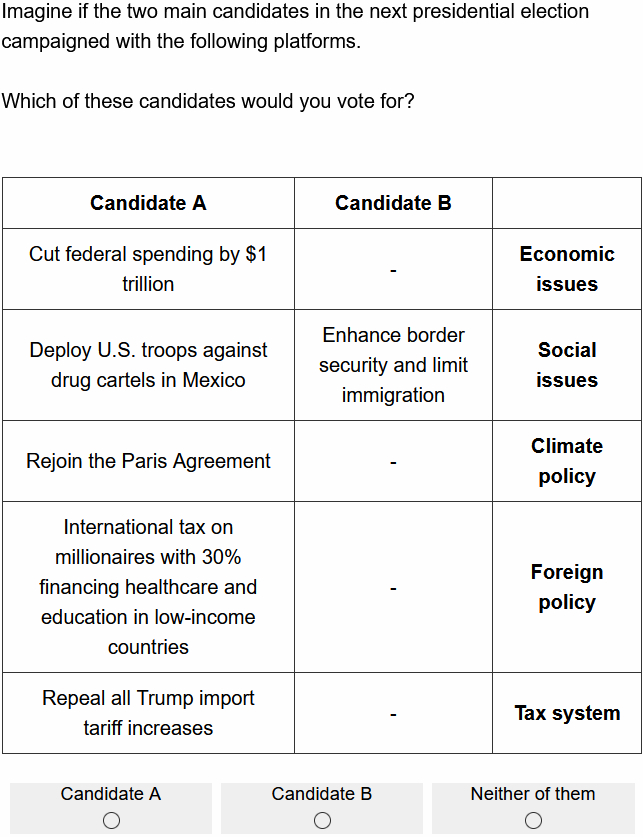 Imagine if the two main candidates in the next presidential election
campaigned with the following platforms.
Which of these candidates would you vote for?
Candidate A
Candidate B
Cut federal spending by $1
trillion
-
Economic
issues
Deploy U.S. troops against
drug cartels in Mexico
Enhance border
security and limit
immigration
Social
issues
Rejoin the Paris Agreement
-
Climate
policy
International tax on
millionaires with 30%
financing healthcare and
education in low-income
countries
-
Foreign
policy
Repeal all Trump import
tariff increases
-
Tax system
Candidate A
Candidate B
Neither of them